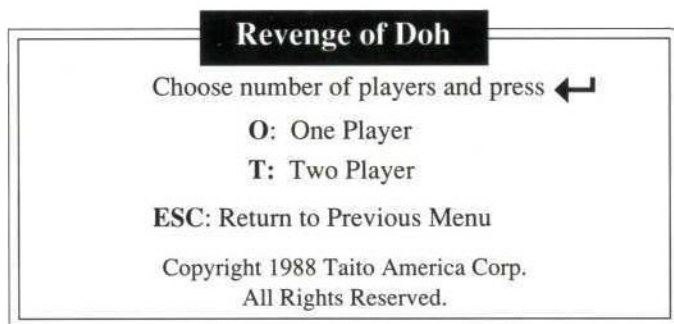 Revenge of Doh
Choose number of players and press ↵
O: One Player
T: Two Player
ESC: Return to Previous Menu
Copyright 1988 Taito America Corp.
All Rights Reserved.